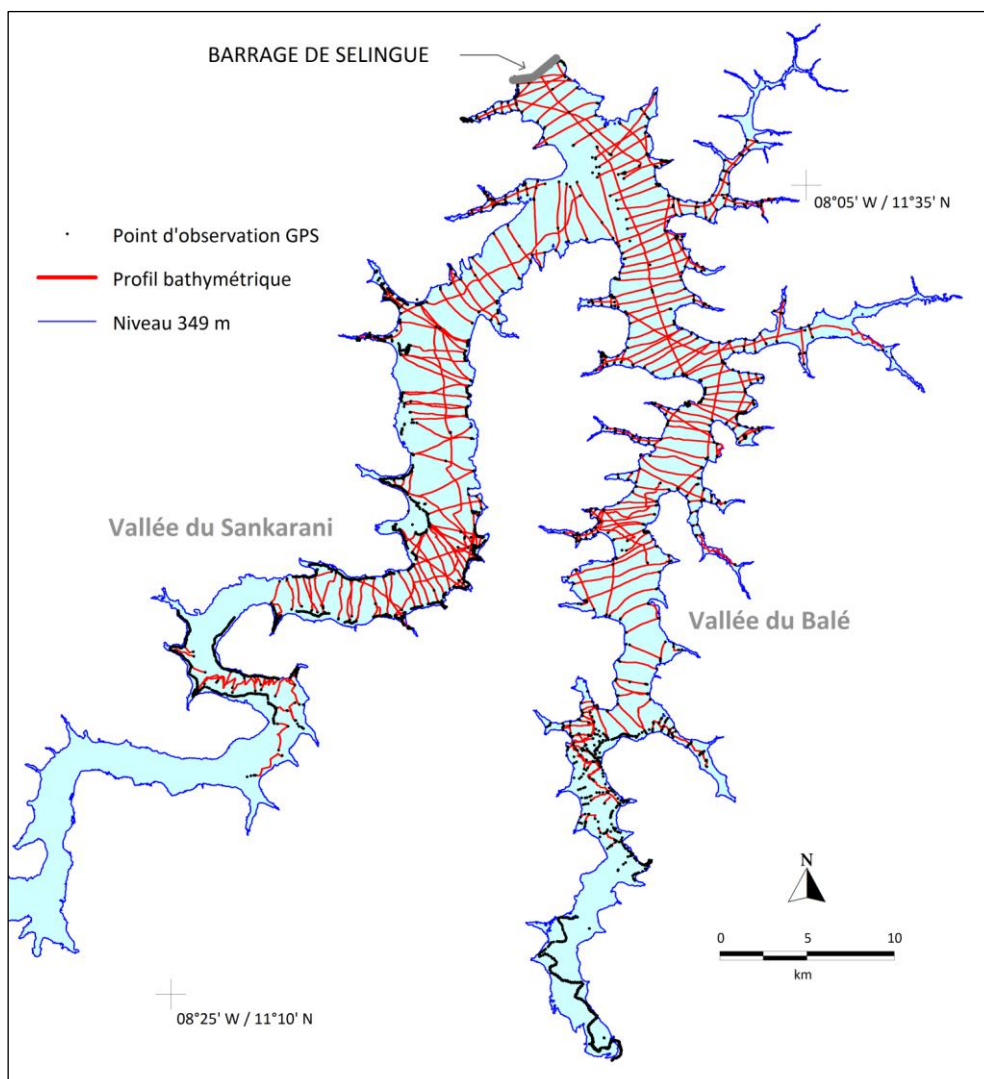 BARRAGE DE SELINGUE
08°05' W / 11°35' N
Point d'observation GPS
Profil bathymétrique
Niveau 349 m
Vallée du Sankarani
Vallée du Balé
N
0 5 10
km
08°25' W / 11°10' N